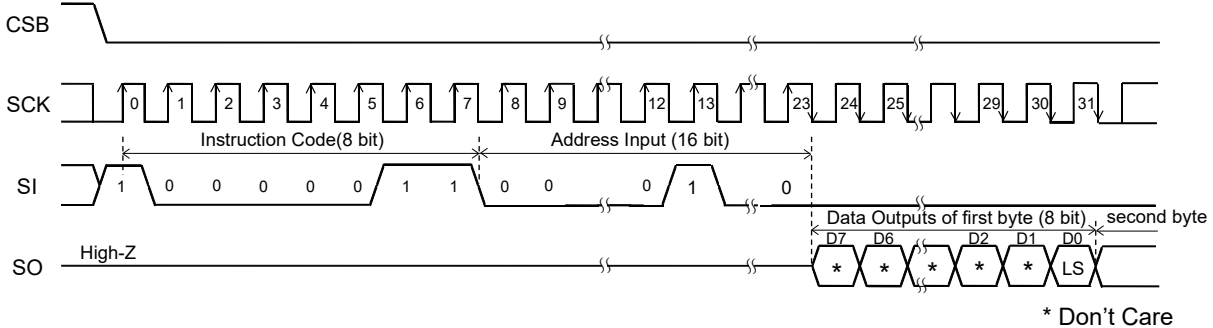 CSB
SCK
0 1 2 3 4 5 6 7 8 9 12 13 23 24 25 29 30 31
Instruction Code(8 bit) Address Input (16 bit)
SI
1 0 0 0 0 0 1 1 0 0 0 1 0
Data Outputs of first byte (8 bit) second byte
D7 D6 D2 D1 D0
SO
High-Z
* * * * * LS
* Don't Care